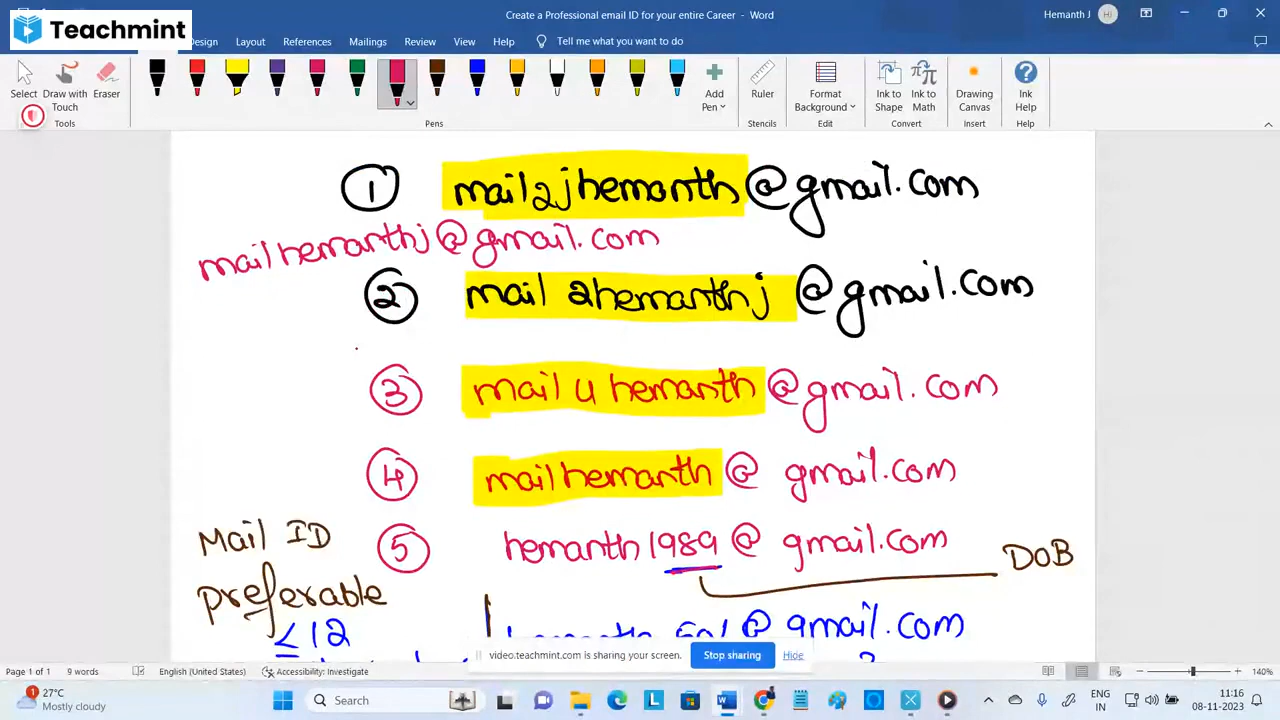 Create a Professional email ID for your entire Career - Word
Hemanth J
HJ
Teachmint
Design Layout References Mailings Review View Help Tell me what you want to do
Select
Draw with Touch
Eraser
Add Pen
Ruler
Format Background
Ink to Shape
Ink to Math
Drawing Canvas
Ink Help
Tools
Pens
Stencils
Edit
Convert
Insert
Help
1 mail2jhemanth@gmail.com
mailhemanthj@gmail.com
2 mail 2hemanthj @gmail.com
3 mail u hemanth@gmail.com
4 mailhemanth@ gmail.com
Mail ID
5 hemanth1989@ gmail.com
DOB
preferable
≤ 12
@ gmail.com
video.teachmint.com is sharing your screen. Stop sharing Hide
Page 1 of 1 9 words English (United States) Accessibility: Investigate 140%
27°C
Mostly cloudy
1
Search
ENG
IN
11:16
08-11-2023